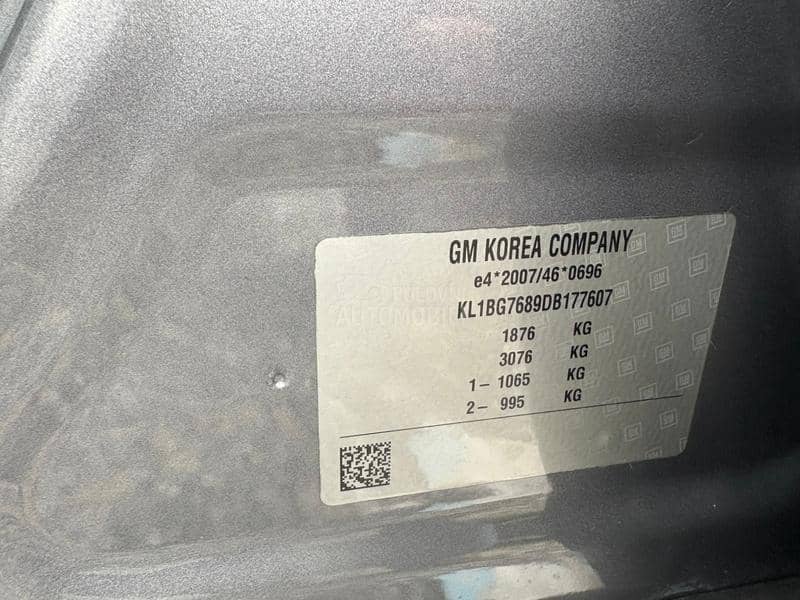 GM KOREA COMPANY
e4*2007/46*0696
KL1BG7689DB177607
1876 KG
3076 KG
1– 1065 KG
2– 995 KG